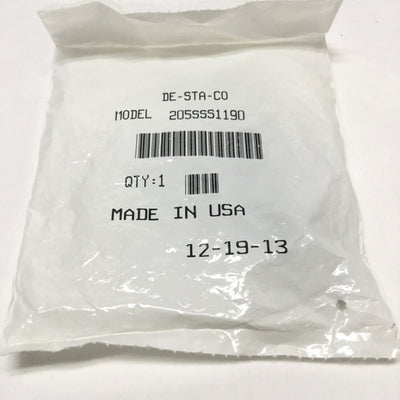 DE-STA-CO
MODEL 205SSS1190
QTY:1
MADE IN USA
12-19-13